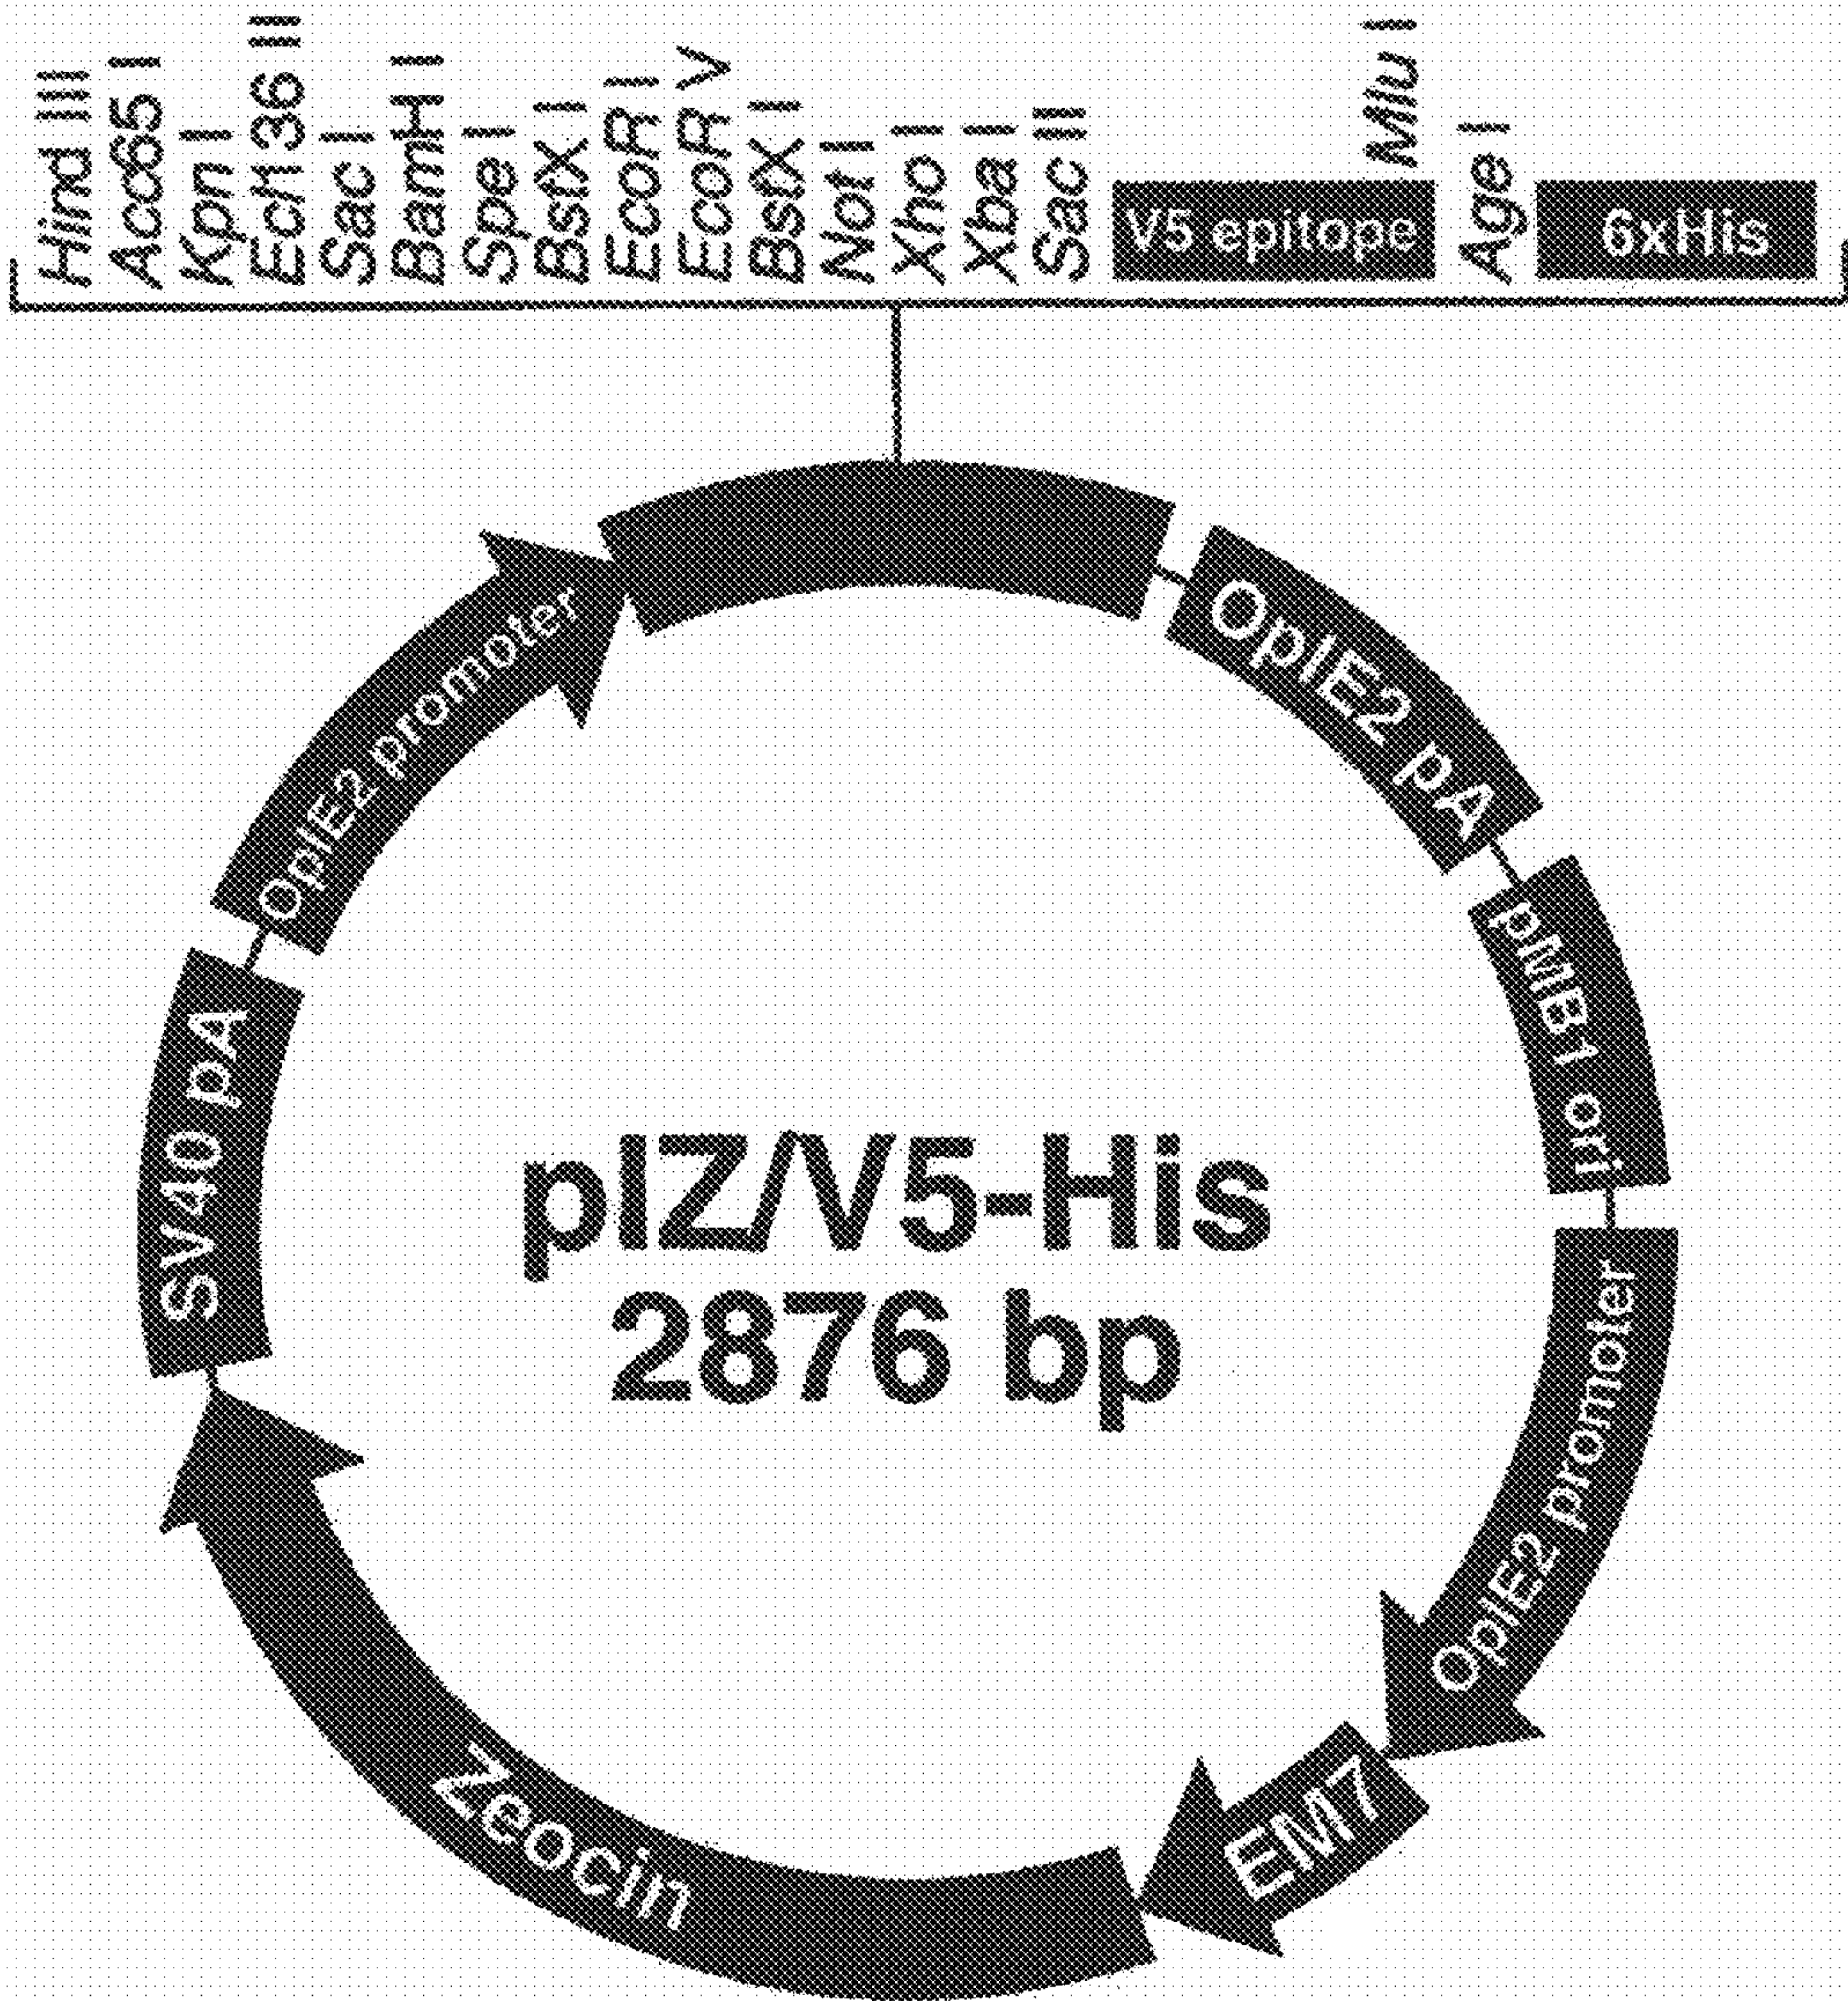 Hind III
Acc65 I
Kpn I
Ecl136 II
Sac I
BamH I
Spe I
BstX I
EcoR I
EcoR V
BstX I
Not I
Xho I
Xba I
Sac II
V5 epitope
Mlu I
Age I
6xHis
OpIE2 promoter
OpIE2 pA
pMB1 ori
OpIE2 promoter
EM7
Zeocin
SV40 pA
pIZ/V5-His
2876 bp